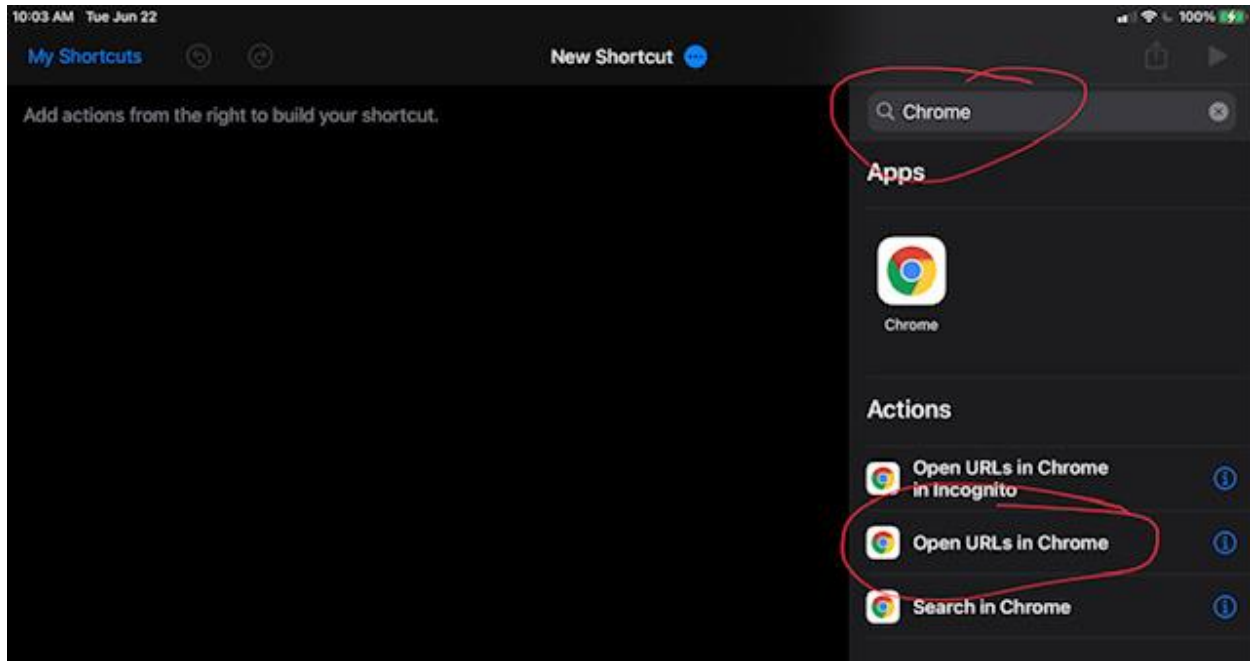 10:03 AM Tue Jun 22
100%
My Shortcuts
New Shortcut
Add actions from the right to build your shortcut.
Chrome
Apps
Chrome
Actions
Open URLs in Chrome
in Incognito
Open URLs in Chrome
Search in Chrome